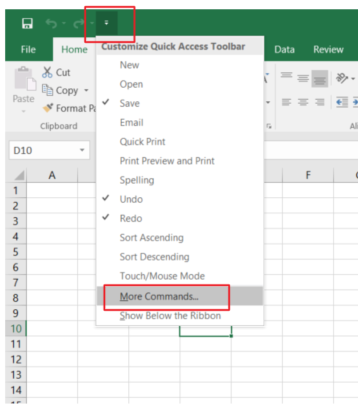 File Home Data Review
Customize Quick Access Toolbar
New
Open
Save
Email
Quick Print
Print Preview and Print
Spelling
Undo
Redo
Sort Ascending
Sort Descending
Touch/Mouse Mode
More Commands...
Show Below the Ribbon
Paste
Cut
Copy
Format
Clipboard
D10
A F
1
2
3
4
5
6
7
8
9
10
11
12
13
14